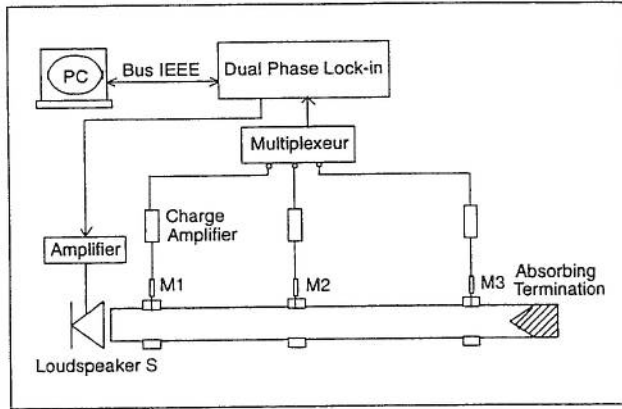 PC
Bus IEEE
Dual Phase Lock-in
Multiplexeur
Charge
Amplifier
Amplifier
M1
M2
M3
Absorbing
Termination
Loudspeaker S